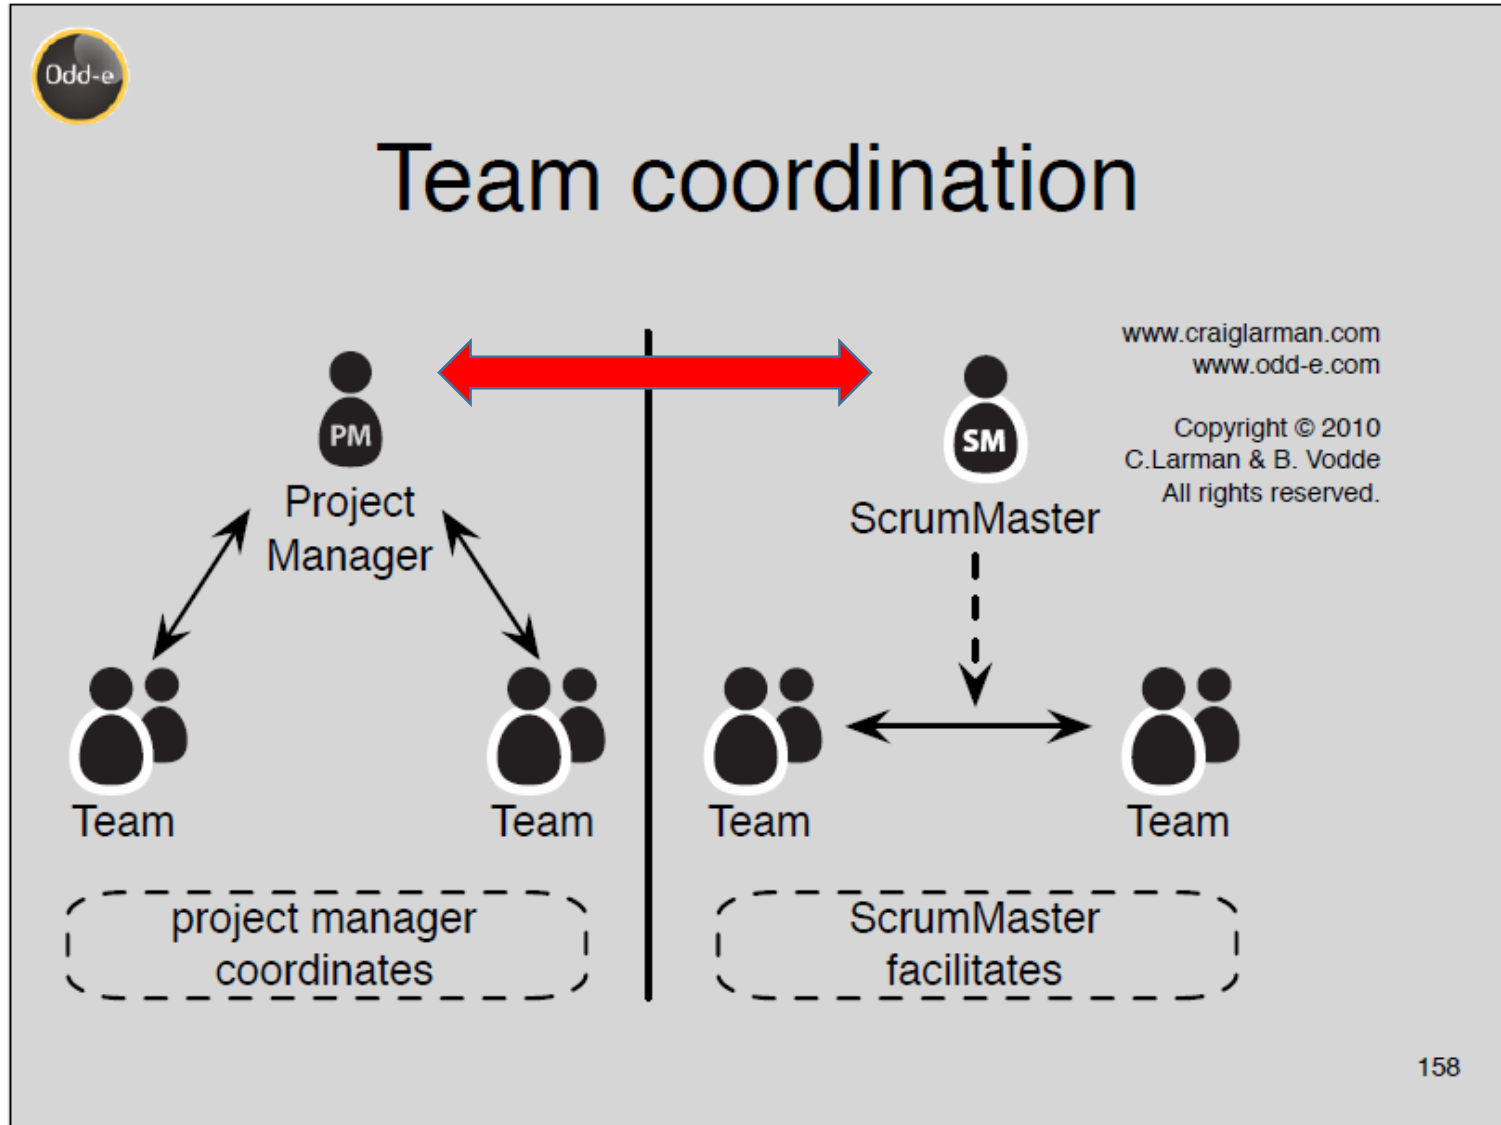 Odd-e
Team coordination
www.craiglarman.com
www.odd-e.com
Copyright © 2010
C.Larman & B. Vodde
All rights reserved.
PM
Project
Manager
Team
Team
project manager
coordinates
SM
ScrumMaster
Team
Team
ScrumMaster
facilitates
158